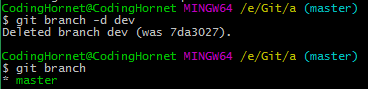 CodingHornet@CodingHornet MINGW64 /e/Git/a (master)
$ git branch -d dev
Deleted branch dev (was 7da3027).
CodingHornet@CodingHornet MINGW64 /e/Git/a (master)
$ git branch
* master